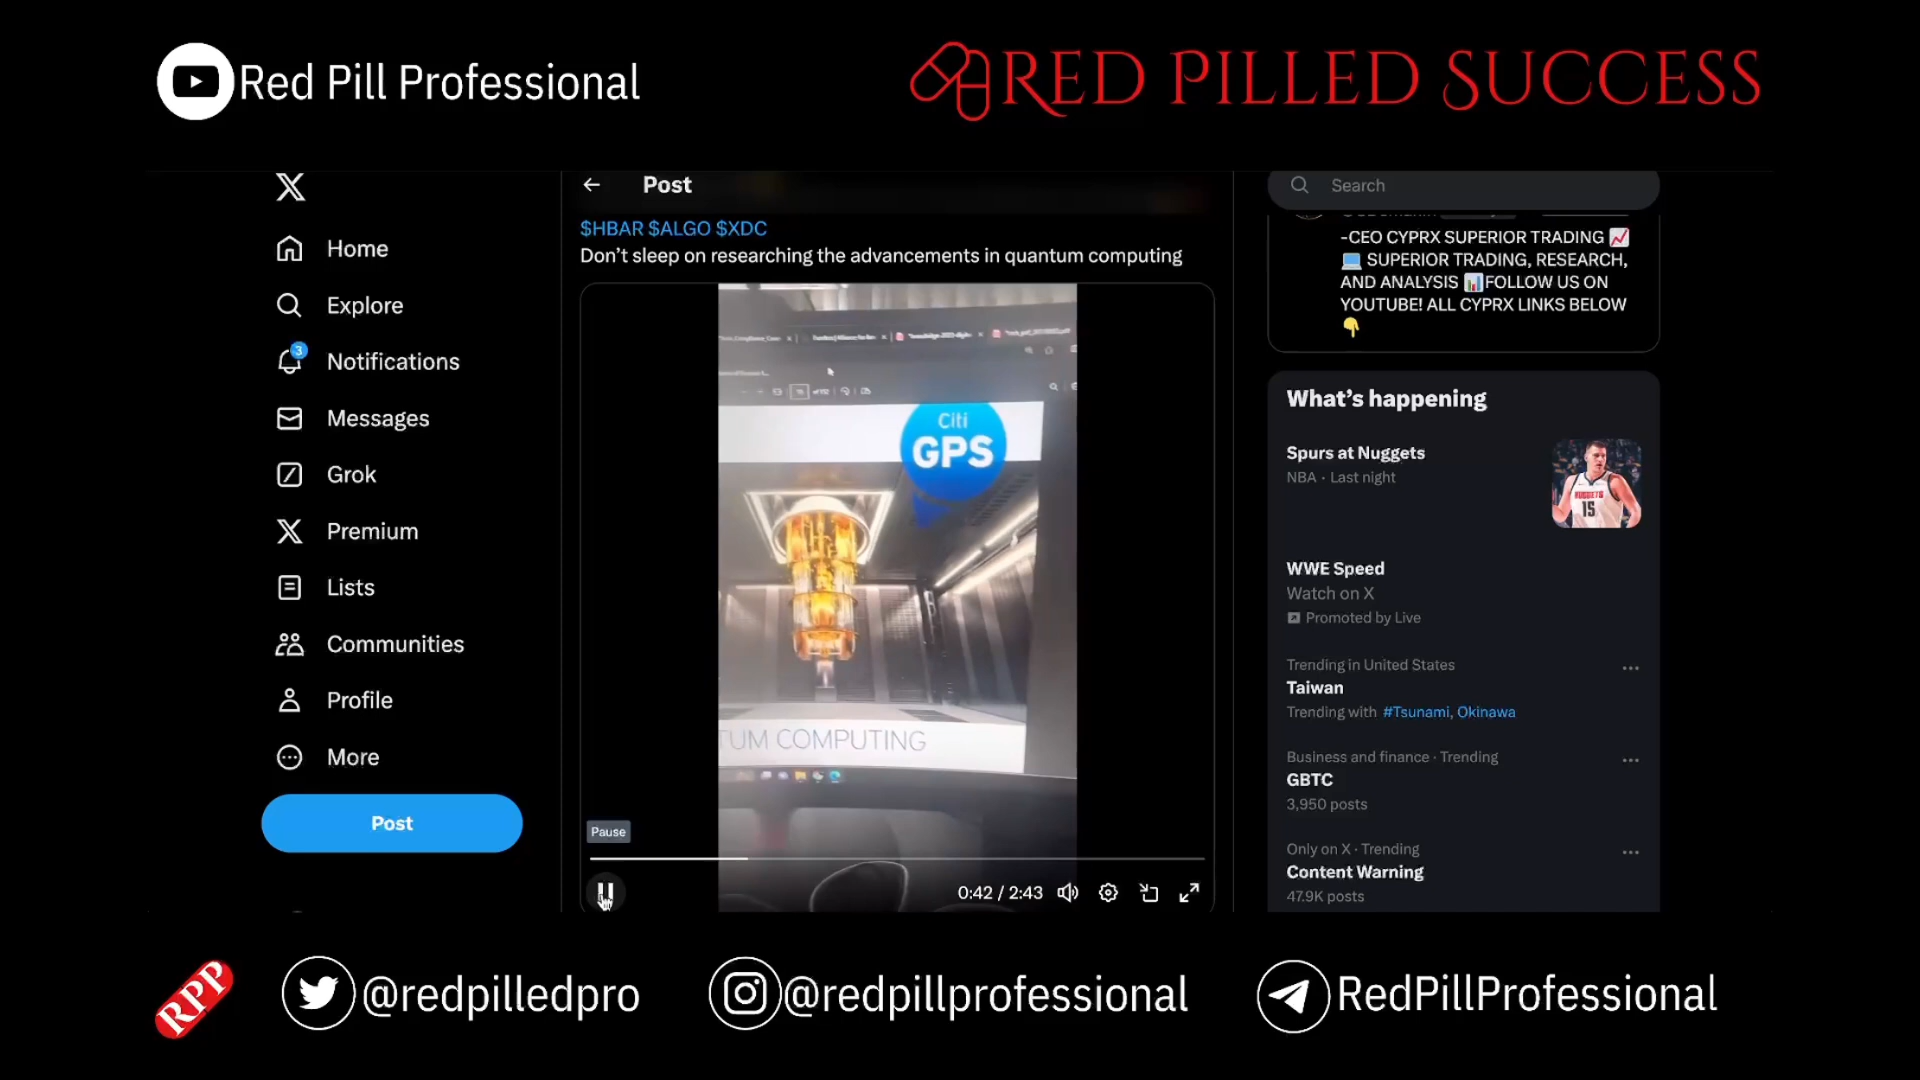 Red Pill Professional
RED PILLED SUCCESS
Home
Explore
3
Notifications
Messages
Grok
Premium
Lists
Communities
Profile
More
Post
Post
$HBAR $ALGO $XDC
Don't sleep on researching the advancements in quantum computing
Citi
GPS
TUM COMPUTING
Pause
0:42 / 2:43
Search
-CEO CYPRX SUPERIOR TRADING 📈
💻 SUPERIOR TRADING, RESEARCH,
AND ANALYSIS 📊FOLLOW US ON
YOUTUBE! ALL CYPRX LINKS BELOW
👇
What's happening
Spurs at Nuggets
NBA · Last night
NUGGETS
15
WWE Speed
Watch on X
Promoted by Live
Trending in United States
Taiwan
Trending with #Tsunami, Okinawa
Business and finance · Trending
GBTC
3,950 posts
Only on X · Trending
Content Warning
47.9K posts
RPP
@redpilledpro
@redpillprofessional
RedPillProfessional